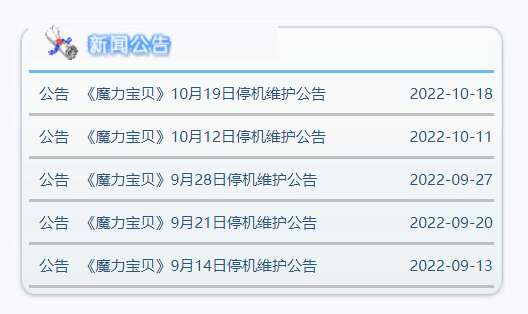 新闻公告
公告 《魔力宝贝》10月19日停机维护公告 2022-10-18
公告 《魔力宝贝》10月12日停机维护公告 2022-10-11
公告 《魔力宝贝》9月28日停机维护公告 2022-09-27
公告 《魔力宝贝》9月21日停机维护公告 2022-09-20
公告 《魔力宝贝》9月14日停机维护公告 2022-09-13